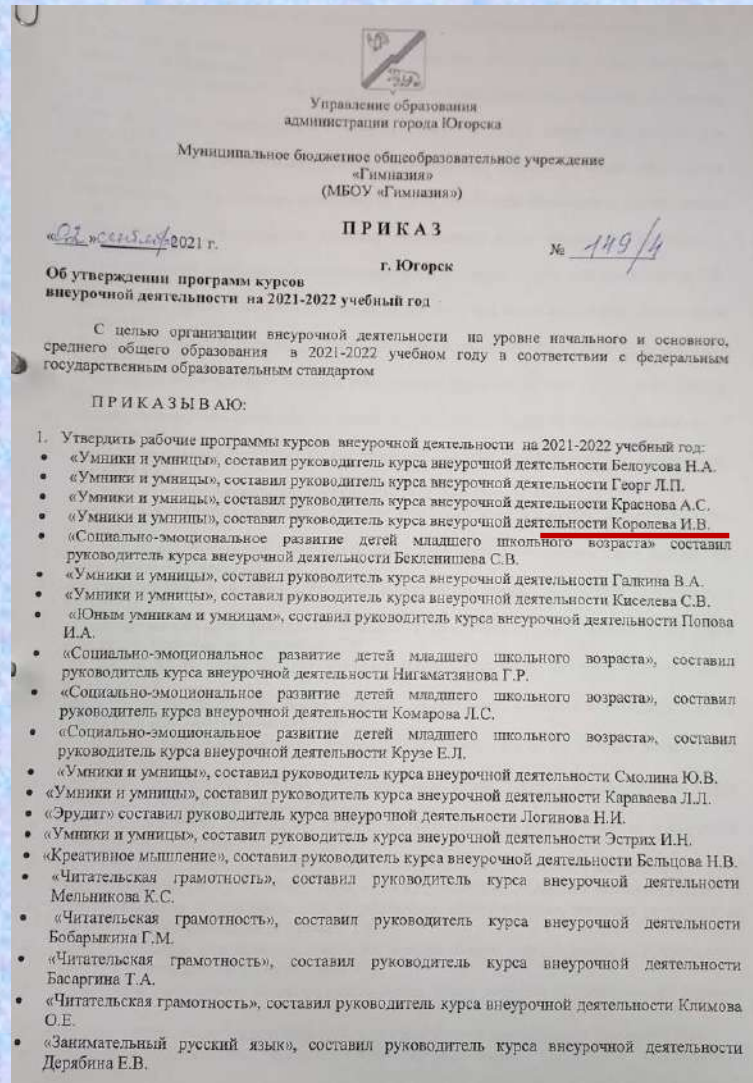 Управление образования
администрации города Югорска
Муниципальное бюджетное общеобразовательное учреждение
«Гимназия»
(МБОУ «Гимназия»)
ПРИКАЗ
«02» сентября 2021 г.
№ 149/4
г. Югорск
Об утверждении программ курсов
внеурочной деятельности на 2021-2022 учебный год
С целью организации внеурочной деятельности на уровне начального и основного,
среднего общего образования в 2021-2022 учебном году в соответствии с федеральным
государственным образовательным стандартом
ПРИКАЗЫВАЮ:
1. Утвердить рабочие программы курсов внеурочной деятельности на 2021-2022 учебный год:
• «Умники и умницы», составил руководитель курса внеурочной деятельности Белоусова Н.А.
• «Умники и умницы», составил руководитель курса внеурочной деятельности Георг Л.П.
• «Умники и умницы», составил руководитель курса внеурочной деятельности Краснова А.С.
• «Умники и умницы», составил руководитель курса внеурочной деятельности Королева И.В.
• «Социально-эмоциональное развитие детей младшего школьного возраста» составил
руководитель курса внеурочной деятельности Бекленищева С.В.
• «Умники и умницы», составил руководитель курса внеурочной деятельности Галкина В.А.
• «Умники и умницы», составил руководитель курса внеурочной деятельности Киселева С.В.
• «Юным умникам и умницам», составил руководитель курса внеурочной деятельности Попова
И.А.
• «Социально-эмоциональное развитие детей младшего школьного возраста», составил
руководитель курса внеурочной деятельности Нигаматзянова Г.Р.
• «Социально-эмоциональное развитие детей младшего школьного возраста», составил
руководитель курса внеурочной деятельности Комарова Л.С.
• «Социально-эмоциональное развитие детей младшего школьного возраста», составил
руководитель курса внеурочной деятельности Крузе Е.Л.
• «Умники и умницы», составил руководитель курса внеурочной деятельности Смолина Ю.В.
• «Умники и умницы», составил руководитель курса внеурочной деятельности Караваева Л.Л.
• «Эрудит» составил руководитель курса внеурочной деятельности Логинова Н.И.
• «Умники и умницы», составил руководитель курса внеурочной деятельности Эстрих И.Н.
• «Креативное мышление», составил руководитель курса внеурочной деятельности Бельцова Н.В.
• «Читательская грамотность», составил руководитель курса внеурочной деятельности
Мельникова К.С.
• «Читательская грамотность», составил руководитель курса внеурочной деятельности
Бобарыкина Г.М.
• «Читательская грамотность», составил руководитель курса внеурочной деятельности
Басаргина Т.А.
• «Читательская грамотность», составил руководитель курса внеурочной деятельности Климова
О.Е.
• «Занимательный русский язык», составил руководитель курса внеурочной деятельности
Дерябина Е.В.